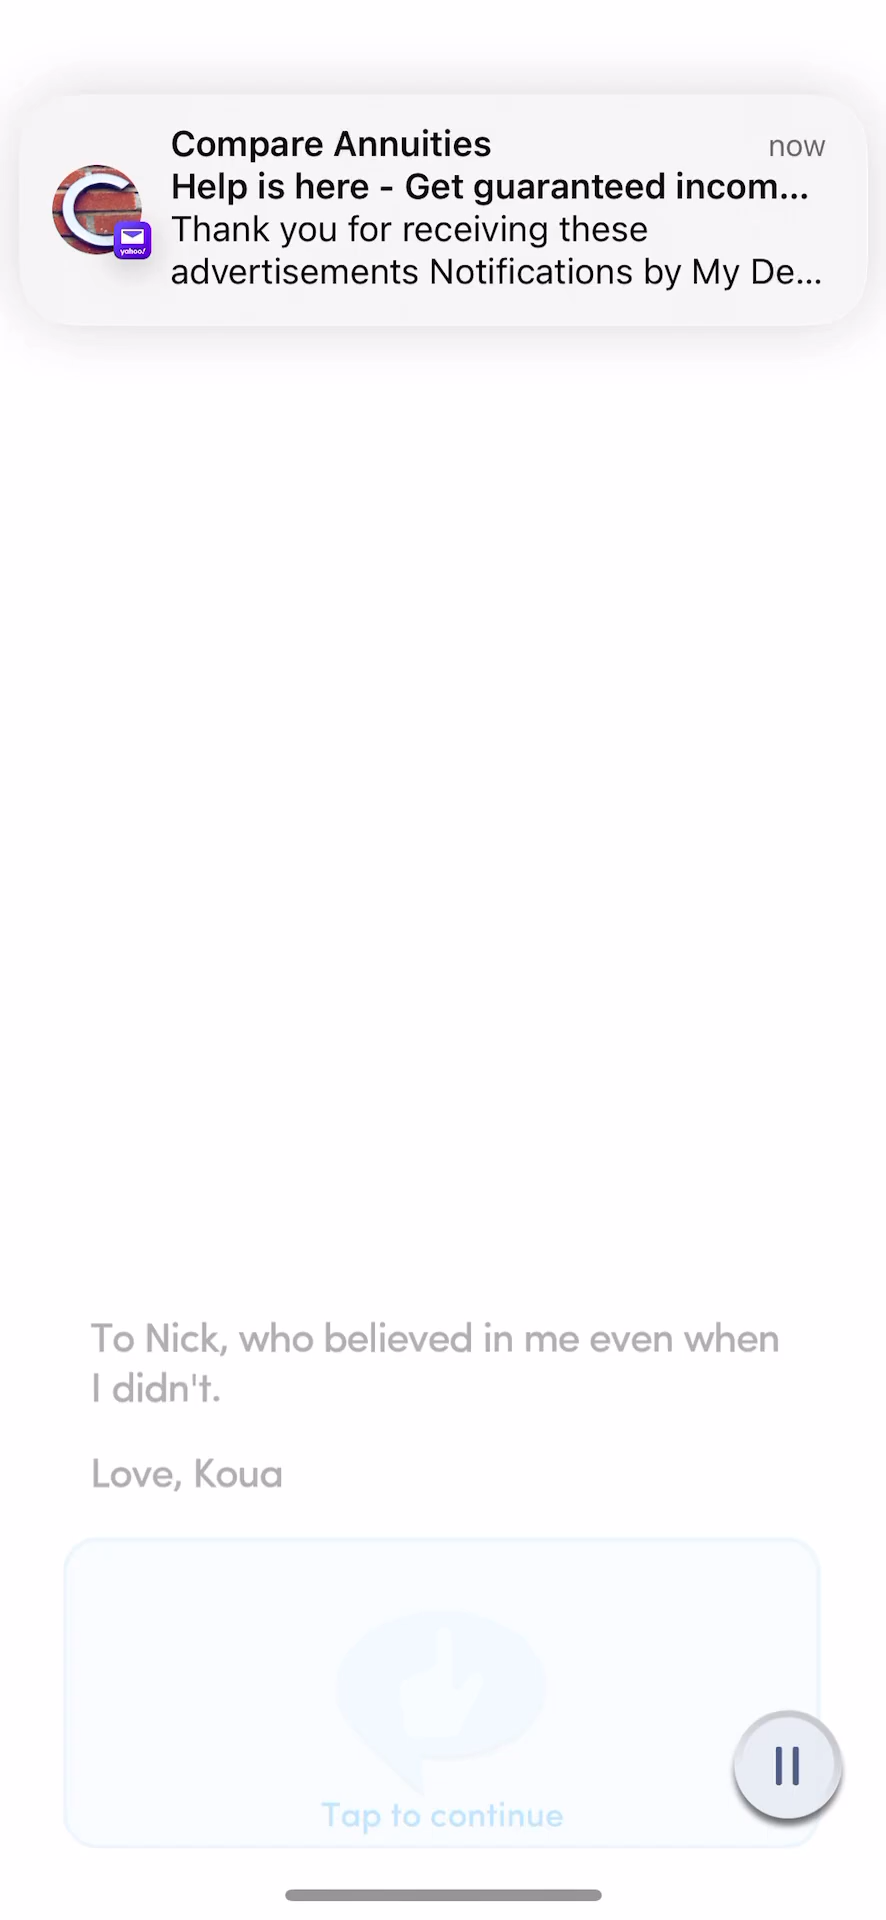 Compare Annuities now
Help is here - Get guaranteed incom...
Thank you for receiving these
advertisements Notifications by My De...
yahoo!
To Nick, who believed in me even when
I didn't.
Love, Koua
Tap to continue